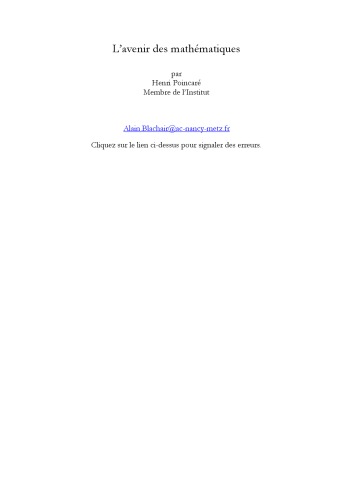 L'avenir des mathématiques
par
Henri Poincaré
Membre de l'Institut
Alain.Blachair@ac-nancy-metz.fr
Cliquez sur le lien ci-dessus pour signaler des erreurs.